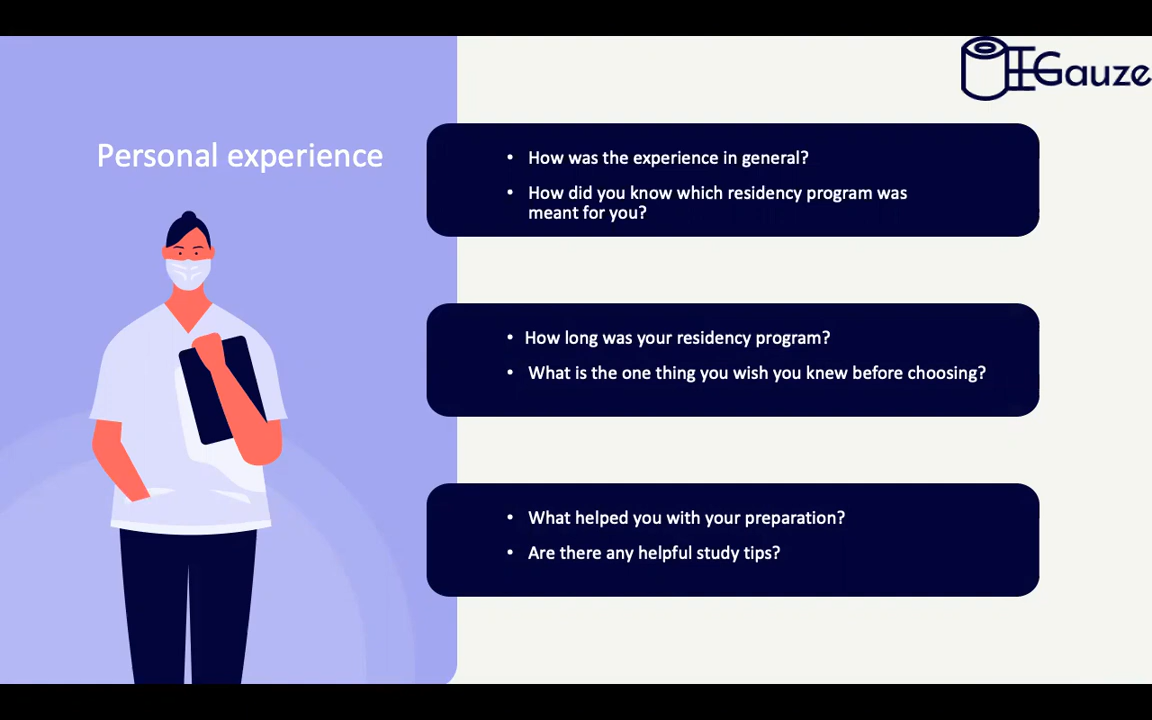 Gauze
Personal experience
• How was the experience in general?
• How did you know which residency program was
meant for you?
• How long was your residency program?
• What is the one thing you wish you knew before choosing?
• What helped you with your preparation?
• Are there any helpful study tips?